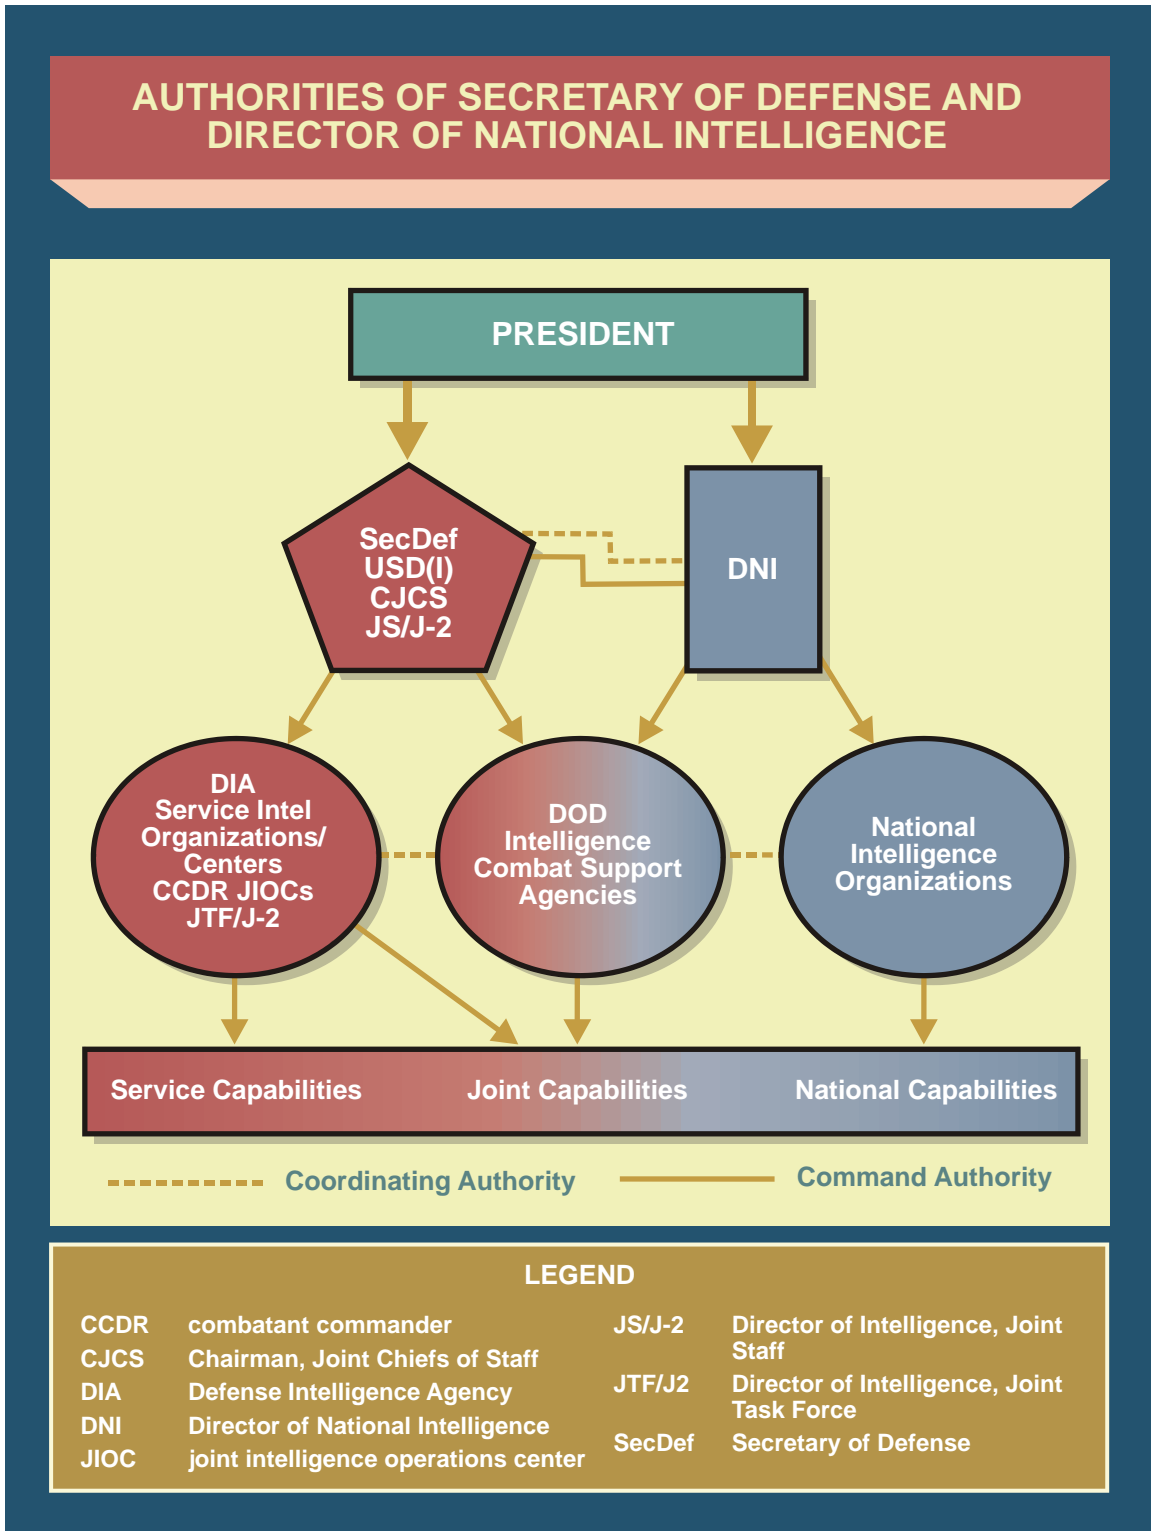 AUTHORITIES OF SECRETARY OF DEFENSE AND
DIRECTOR OF NATIONAL INTELLIGENCE
PRESIDENT
SecDef
USD(I)
CJCS
JS/J-2
DNI
DIA
Service Intel
Organizations/
Centers
CCDR JIOCs
JTF/J-2
DOD
Intelligence
Combat Support
Agencies
National
Intelligence
Organizations
Service Capabilities
Joint Capabilities
National Capabilities
Coordinating Authority
Command Authority
LEGEND
CCDR combatant commander
CJCS Chairman, Joint Chiefs of Staff
DIA Defense Intelligence Agency
DNI Director of National Intelligence
JIOC joint intelligence operations center
JS/J-2 Director of Intelligence, Joint
Staff
JTF/J2 Director of Intelligence, Joint
Task Force
SecDef Secretary of Defense